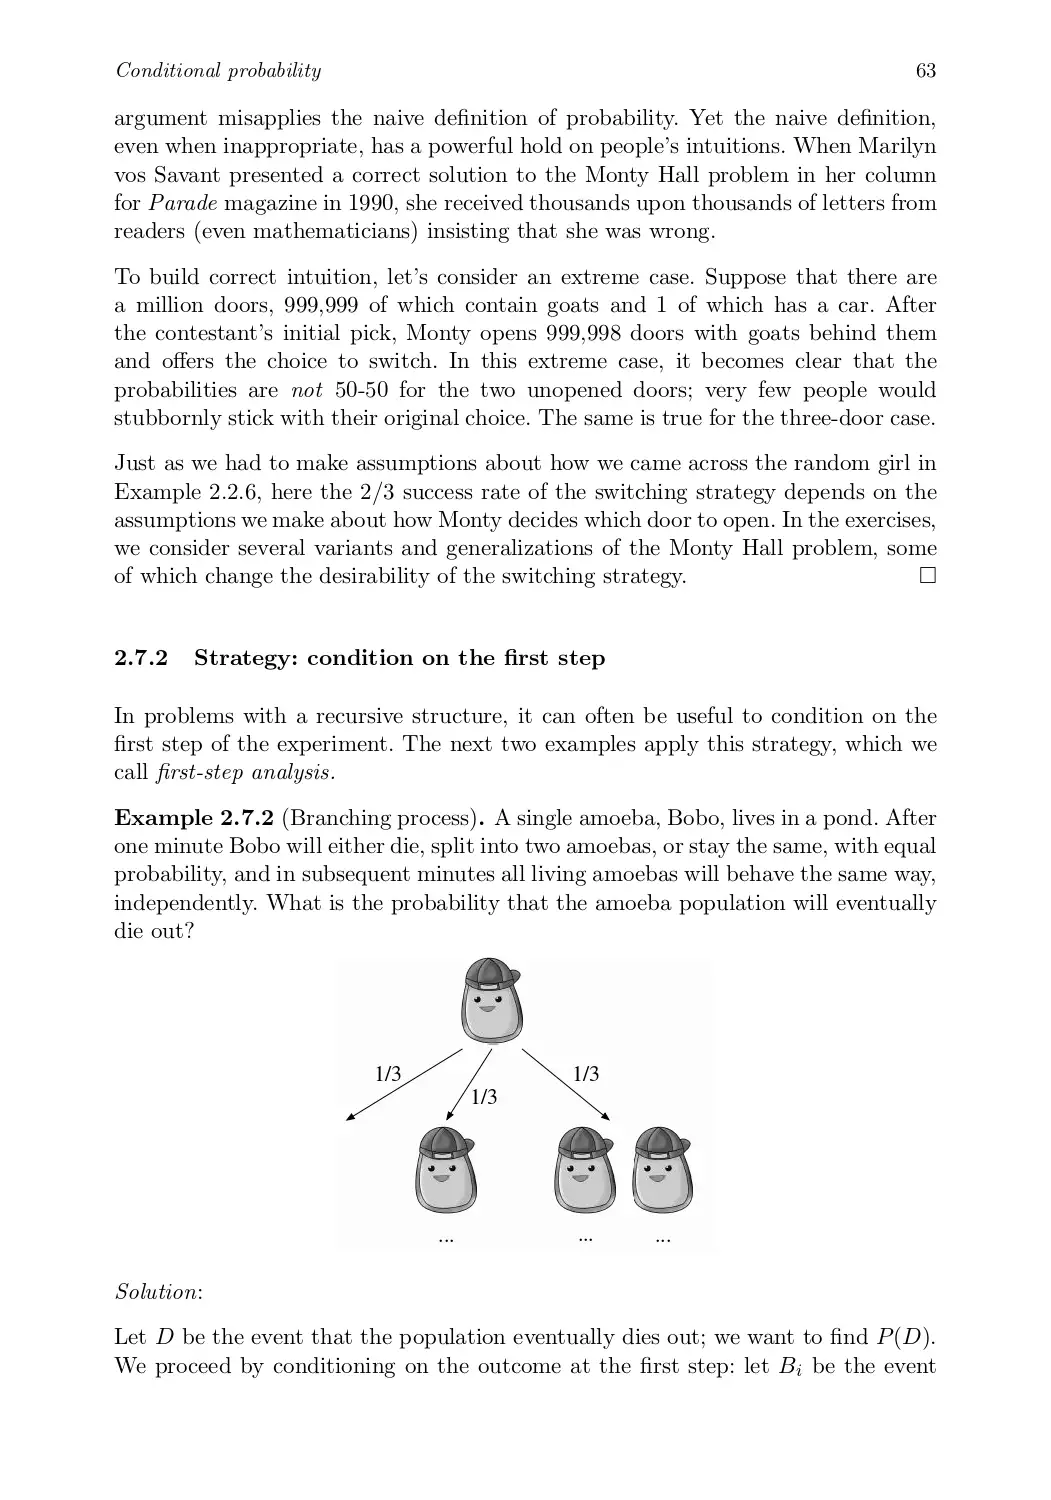 Conditional probability 63
argument misapplies the naive definition of probability. Yet the naive definition,
even when inappropriate, has a powerful hold on people's intuitions. When Marilyn
vos Savant presented a correct solution to the Monty Hall problem in her column
for Parade magazine in 1990, she received thousands upon thousands of letters from
readers (even mathematicians) insisting that she was wrong.
To build correct intuition, let's consider an extreme case. Suppose that there are
a million doors, 999,999 of which contain goats and 1 of which has a car. After
the contestant's initial pick, Monty opens 999,998 doors with goats behind them
and offers the choice to switch. In this extreme case, it becomes clear that the
probabilities are not 50-50 for the two unopened doors; very few people would
stubbornly stick with their original choice. The same is true for the three-door case.
Just as we had to make assumptions about how we came across the random girl in
Example 2.2.6, here the 2/3 success rate of the switching strategy depends on the
assumptions we make about how Monty decides which door to open. In the exercises,
we consider several variants and generalizations of the Monty Hall problem, some
of which change the desirability of the switching strategy. □
2.7.2 Strategy: condition on the first step
In problems with a recursive structure, it can often be useful to condition on the
first step of the experiment. The next two examples apply this strategy, which we
call first-step analysis.
Example 2.7.2 (Branching process). A single amoeba, Bobo, lives in a pond. After
one minute Bobo will either die, split into two amoebas, or stay the same, with equal
probability, and in subsequent minutes all living amoebas will behave the same way,
independently. What is the probability that the amoeba population will eventually
die out?
1/3 1/3
1/3
... ... ...
Solution:
Let D be the event that the population eventually dies out; we want to find P(D).
We proceed by conditioning on the outcome at the first step: let Bᵢ be the event